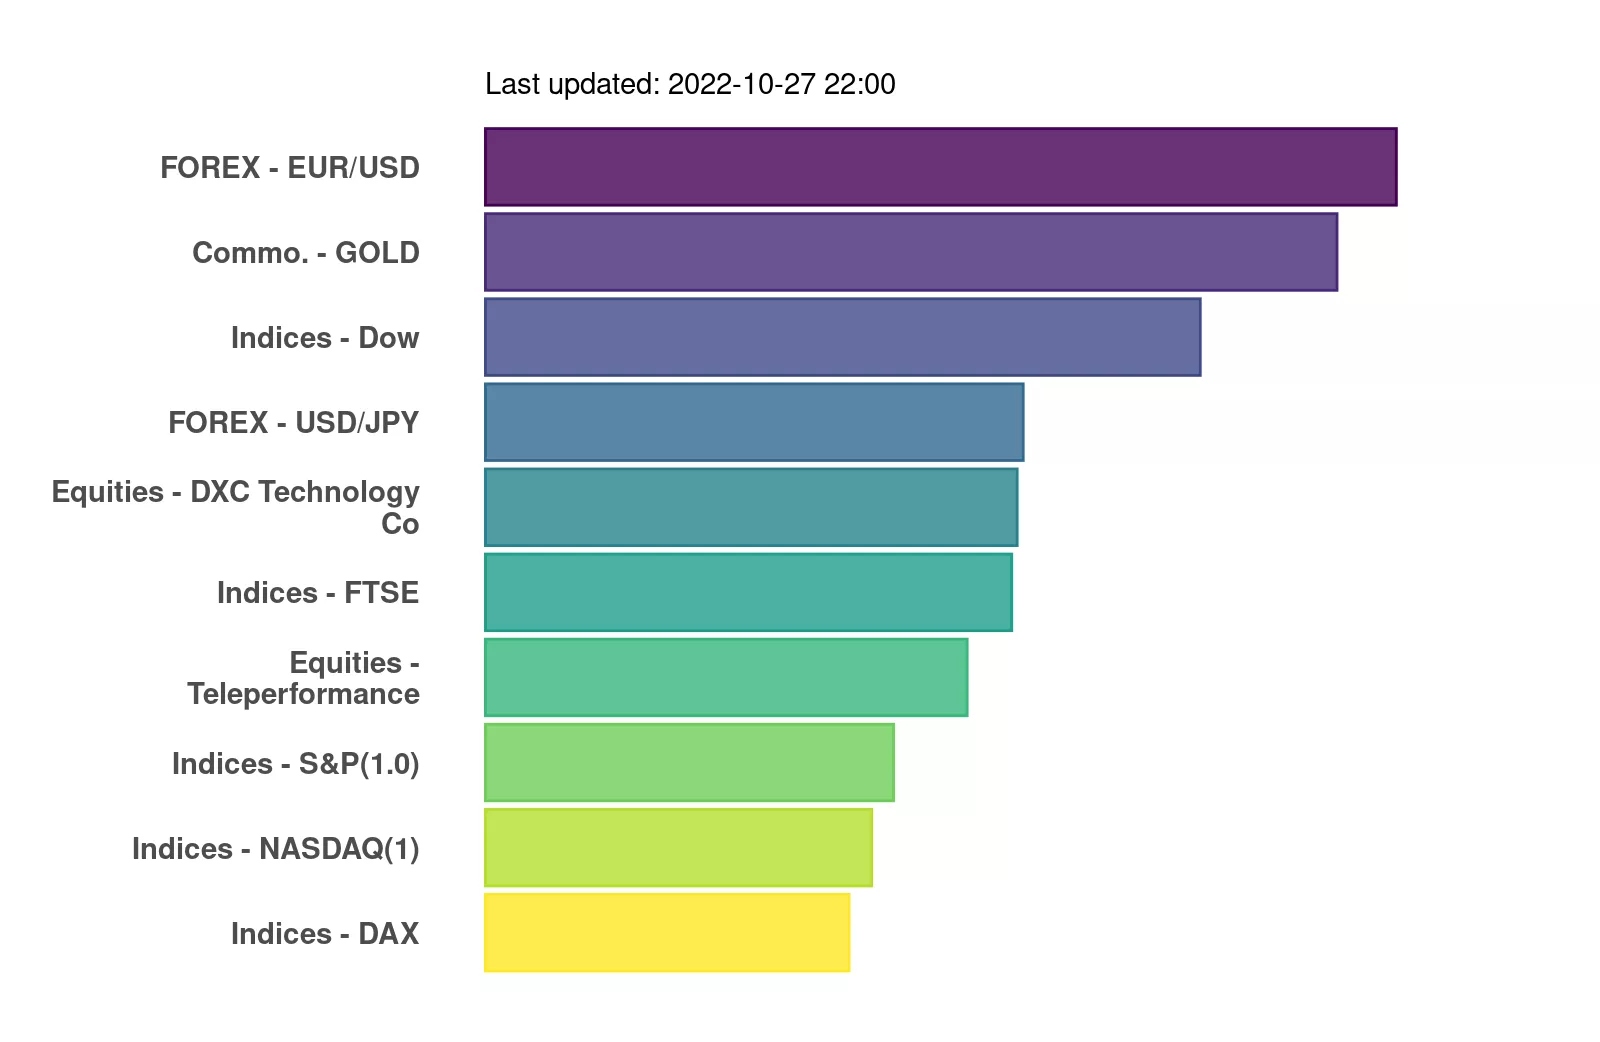 Last updated: 2022-10-27 22:00
FOREX - EUR/USD
Commo. - GOLD
Indices - Dow
FOREX - USD/JPY
Equities - DXC Technology
Co
Indices - FTSE
Equities -
Teleperformance
Indices - S&P(1.0)
Indices - NASDAQ(1)
Indices - DAX